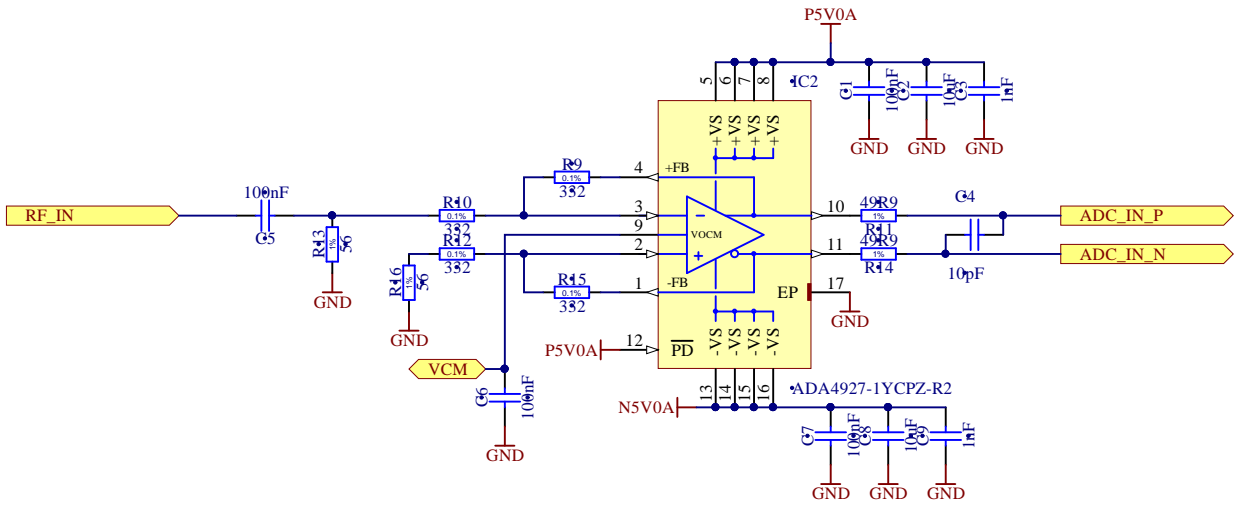 P5V0A
5
6
7
8
IC2
C1
100nF
C2
10uF
C3
1nF
GND
GND
GND
+VS
+VS
+VS
+VS
R9
0.1%
332
4
+FB
100nF
C5
RF_IN
R10
0.1%
332
3
10
49R9
1%
R11
C4
ADC_IN_P
R13
1%
56
GND
9
VOCM
R12
0.1%
332
2
11
49R9
1%
R14
10pF
ADC_IN_N
R16
1%
56
GND
R15
0.1%
332
1
-FB
EP
17
GND
P5V0A
12
PD
-VS
-VS
-VS
-VS
VCM
C6
100nF
GND
13
14
15
16
ADA4927-1YCPZ-R2
N5V0A
C7
100nF
C8
10uF
C9
1nF
GND
GND
GND